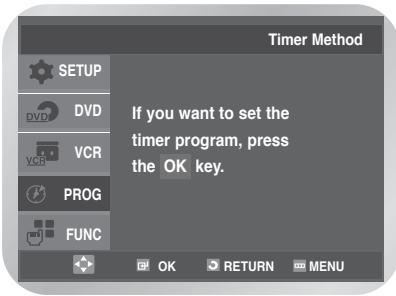 Timer Method
SETUP
DVD DVD
VCR VCR
PROG
FUNC
If you want to set the
timer program, press
the OK key.
OK RETURN MENU